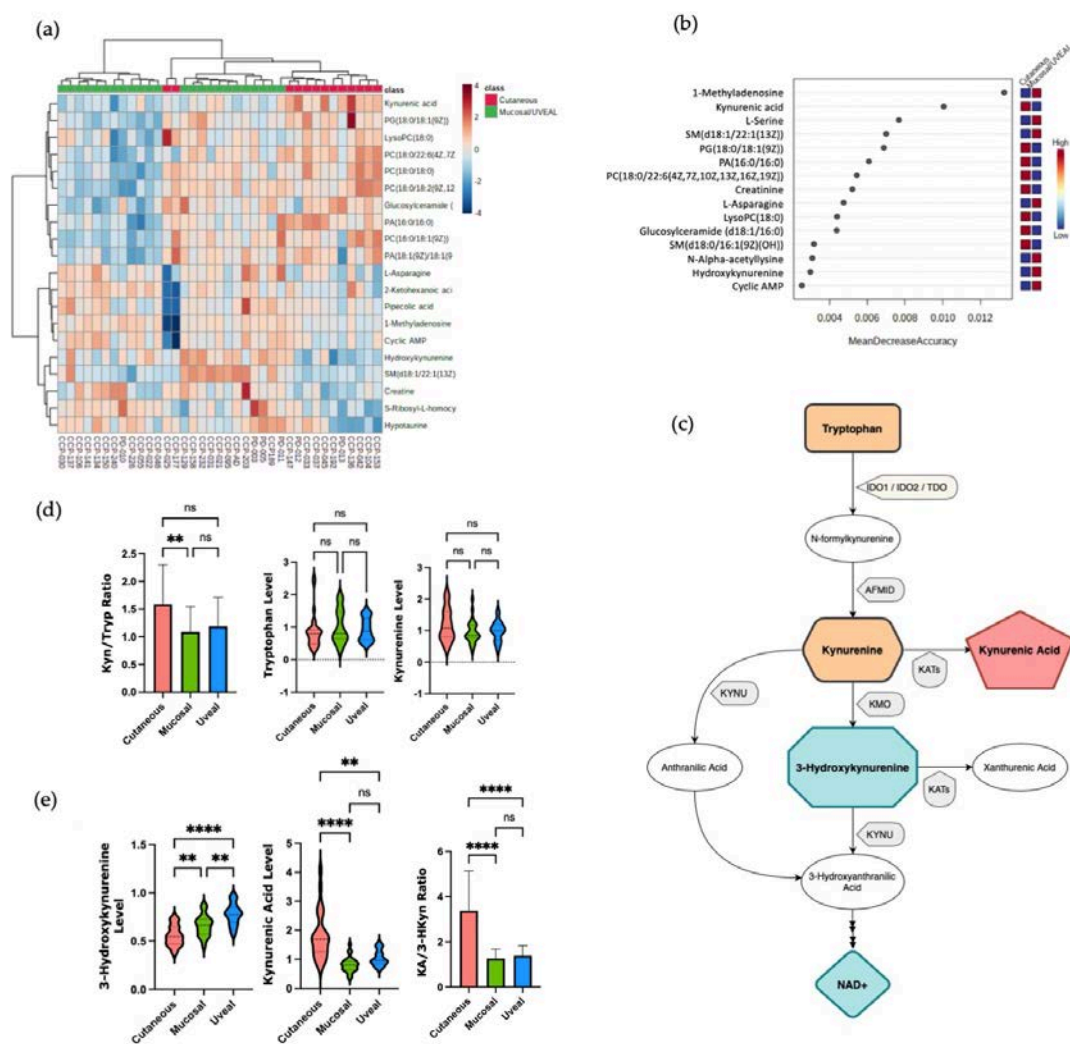 (a)
class
class
Cutaneous
Mucosal/UVEAL
4
2
0
-2
-4
Kynurenic acid
PG(18:0/18:1(9Z))
LysoPC(18:0)
PC(18:0/22:6(4Z,7Z
PC(18:0/18:0)
PC(18:0/18:2(9Z,12
Glucosylceramide (
PA(16:0/16:0)
PC(16:0/18:1(9Z))
PA(18:1(9Z)/18:1(9
L-Asparagine
2-Ketohexanoic aci
Pipecolic acid
1-Methyladenosine
Cyclic AMP
Hydroxykynurenine
SM(d18:1/22:1(13Z)
Creatine
S-Ribosyl-L-homocy
Hypotaurine
(b)
Cutaneous
Mucosal/UVEAL
1-Methyladenosine
Kynurenic acid
L-Serine
SM(d18:1/22:1(13Z))
PG(18:0/18:1(9Z))
PA(16:0/16:0)
PC(18:0/22:6(4Z,7Z,10Z,13Z,16Z,19Z))
Creatinine
L-Asparagine
LysoPC(18:0)
Glucosylceramide (d18:1/16:0)
SM(d18:0/16:1(9Z)(OH))
N-Alpha-acetyllysine
Hydroxykynurenine
Cyclic AMP
High
Low
0.004 0.006 0.008 0.010 0.012
MeanDecreaseAccuracy
(c)
Tryptophan
IDO1 / IDO2 / TDO
N-formylkynurenine
AFMID
Kynurenine
KATs
Kynurenic Acid
KYNU
KMO
Anthranilic Acid
3-Hydroxykynurenine
KATs
Xanthurenic Acid
KYNU
3-Hydroxyanthranilic
Acid
NAD+
(d)
Kyn/Tryp Ratio
2.5
2.0
1.5
1.0
0.5
0.0
ns
**
ns
Cutaneous
Mucosal
Uveal
Tryptophan Level
3
2
1
0
-1
ns
ns
ns
Cutaneous
Mucosal
Uveal
Kynurenine Level
3
2
1
0
-1
ns
ns
ns
Cutaneous
Mucosal
Uveal
(e)
3-Hydroxykynurenine
Level
1.5
1.0
0.5
0.0
****
**
**
Cutaneous
Mucosal
Uveal
Kynurenic Acid Level
5
4
3
2
1
0
**
ns
****
Cutaneous
Mucosal
Uveal
KA/3-HKyn Ratio
6
4
2
0
****
ns
****
Cutaneous
Mucosal
Uveal